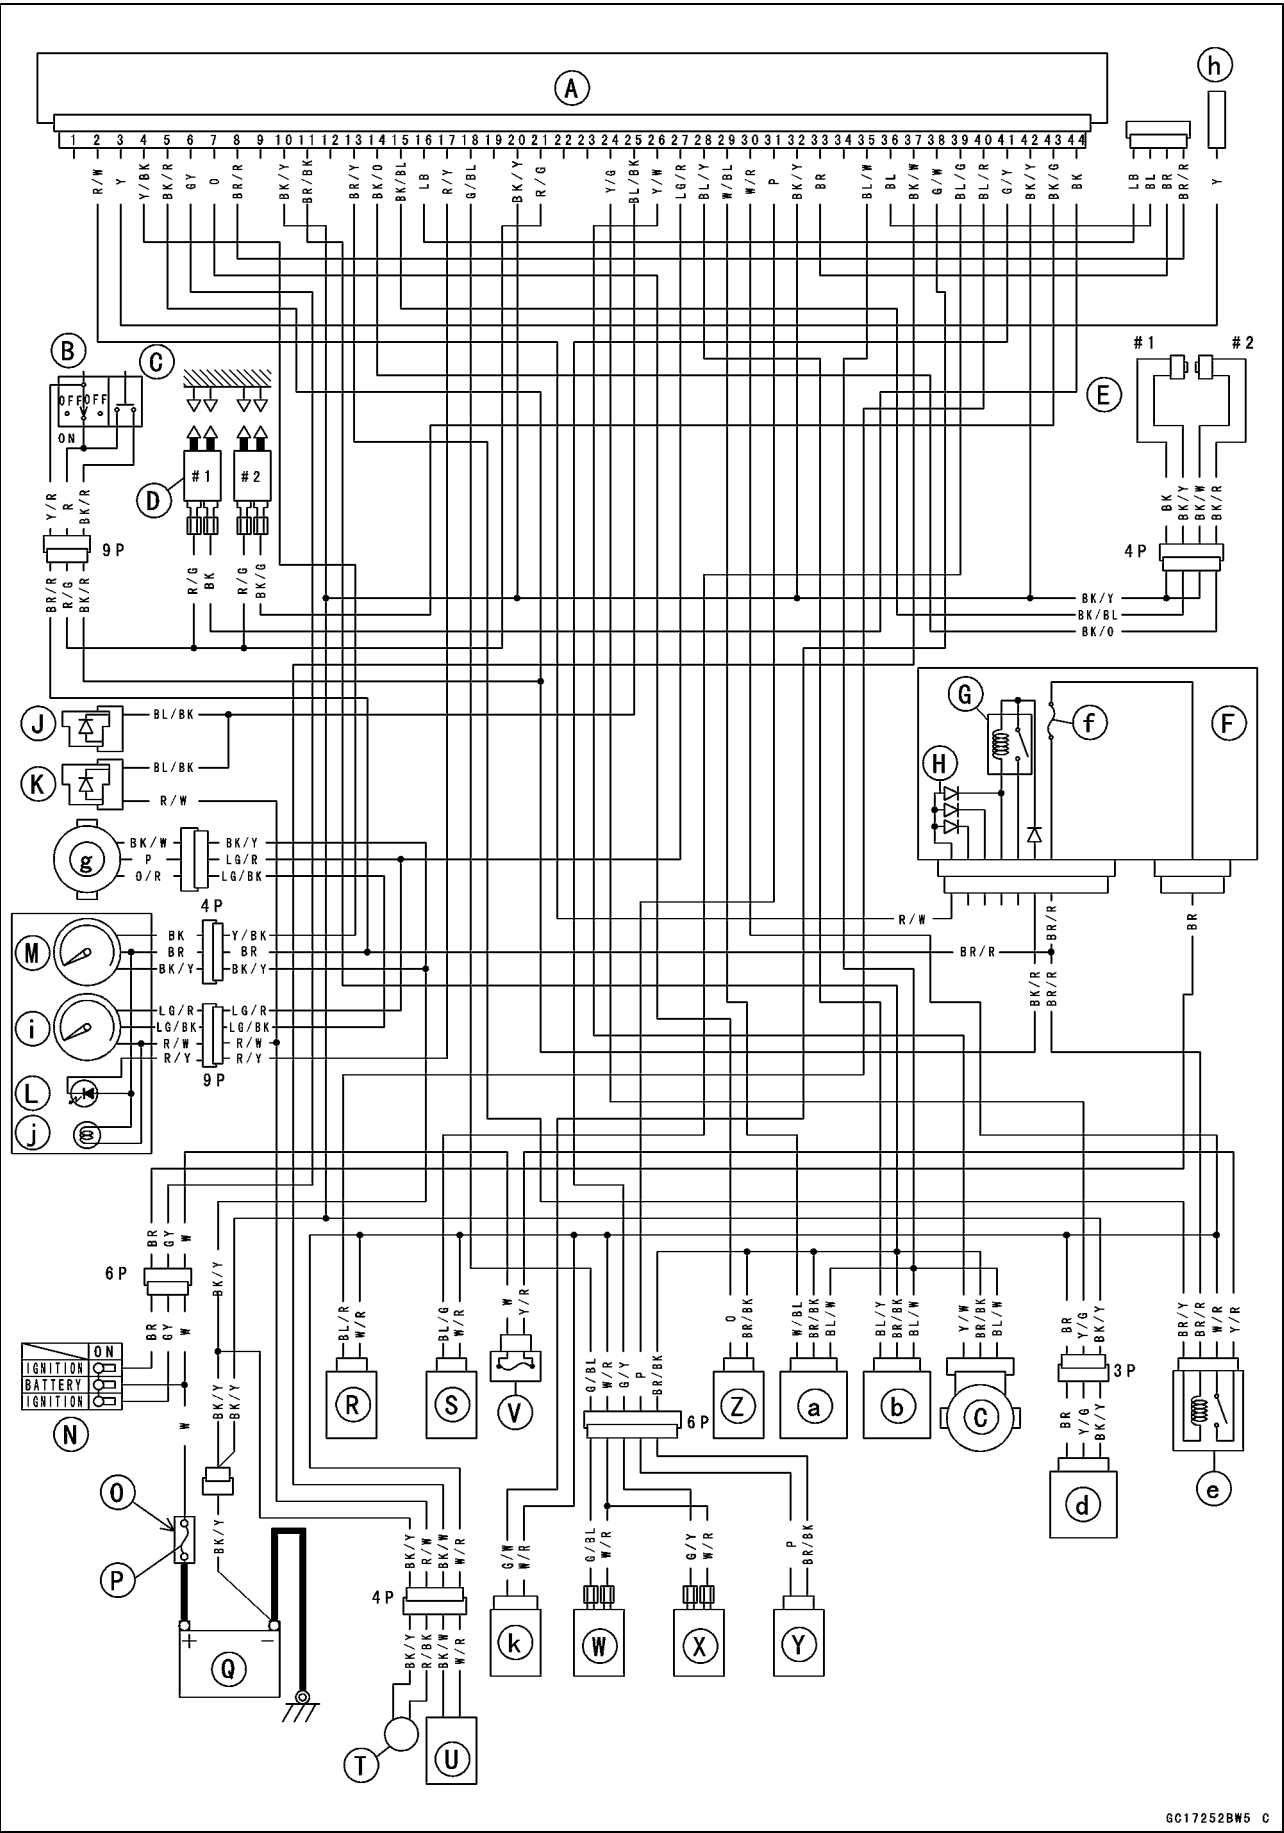 A
h
1 2 3 4 5 6 7 8 9 10 11 12 13 14 15 16 17 18 19 20 21 22 23 24 25 26 27 28 29 30 31 32 33 34 35 36 37 38 39 40 41 42 43 44
R/W Y Y/BK BK/R GY O BR/R BK/Y BR/BK BR/Y BK/O BK/BL LB R/Y G/BL BK/Y R/G Y/G BL/BK Y/W LG/R BL/Y W/BL W/R P BK/Y BR BL/W BL BK/W G/W BL/G BL/R G/Y BK/Y BK/G BK
LB BL BR BR/R Y
B
C
#1 #2
E
OFF OFF
ON
#1 #2
D
Y/R R BK/R
BK BK/Y BK/W BK/R
9P
4P
BR/R R/G BK/R
R/G BK R/G BK/G
BK/Y
BK/BL
BK/O
G
f
F
H
J
BL/BK
K
BL/BK
R/W
g
BK/W BK/Y
P LG/R
O/R LG/BK
4P
R/W
BR/R
BR
M
BK Y/BK
BR BR
BK/Y BK/Y
BR/R
BK/R BR/R
i
LG/R LG/R
LG/BK LG/BK
R/W R/W
R/Y R/Y
9P
L
j
BR GY W
6P
BK/Y
BR GY W
BL/R W/R
BL/G W/R
W Y/R
G/BL W/R G/Y P BR/BK
O BR/BK
W/BL BR/BK BL/W
BL/Y BR/BK BL/W
Y/W BR/BK BL/W
BR Y/G BK/Y
BR/Y BR/R W/R Y/R
ON
IGNITION
BATTERY
IGNITION
N
W
BK/Y BK/Y
R
S
V
6P
Z
a
b
C
3P
BR Y/G BK/Y
d
e
O
P
BK/Y
BK/Y R/W BK/W W/R
G/W W/R
G/BL W/R
G/Y W/R
P BR/BK
4P
BK/Y R/BK BK/W W/R
+ −
Q
k
W
X
Y
T
U
GC17252BW5 C